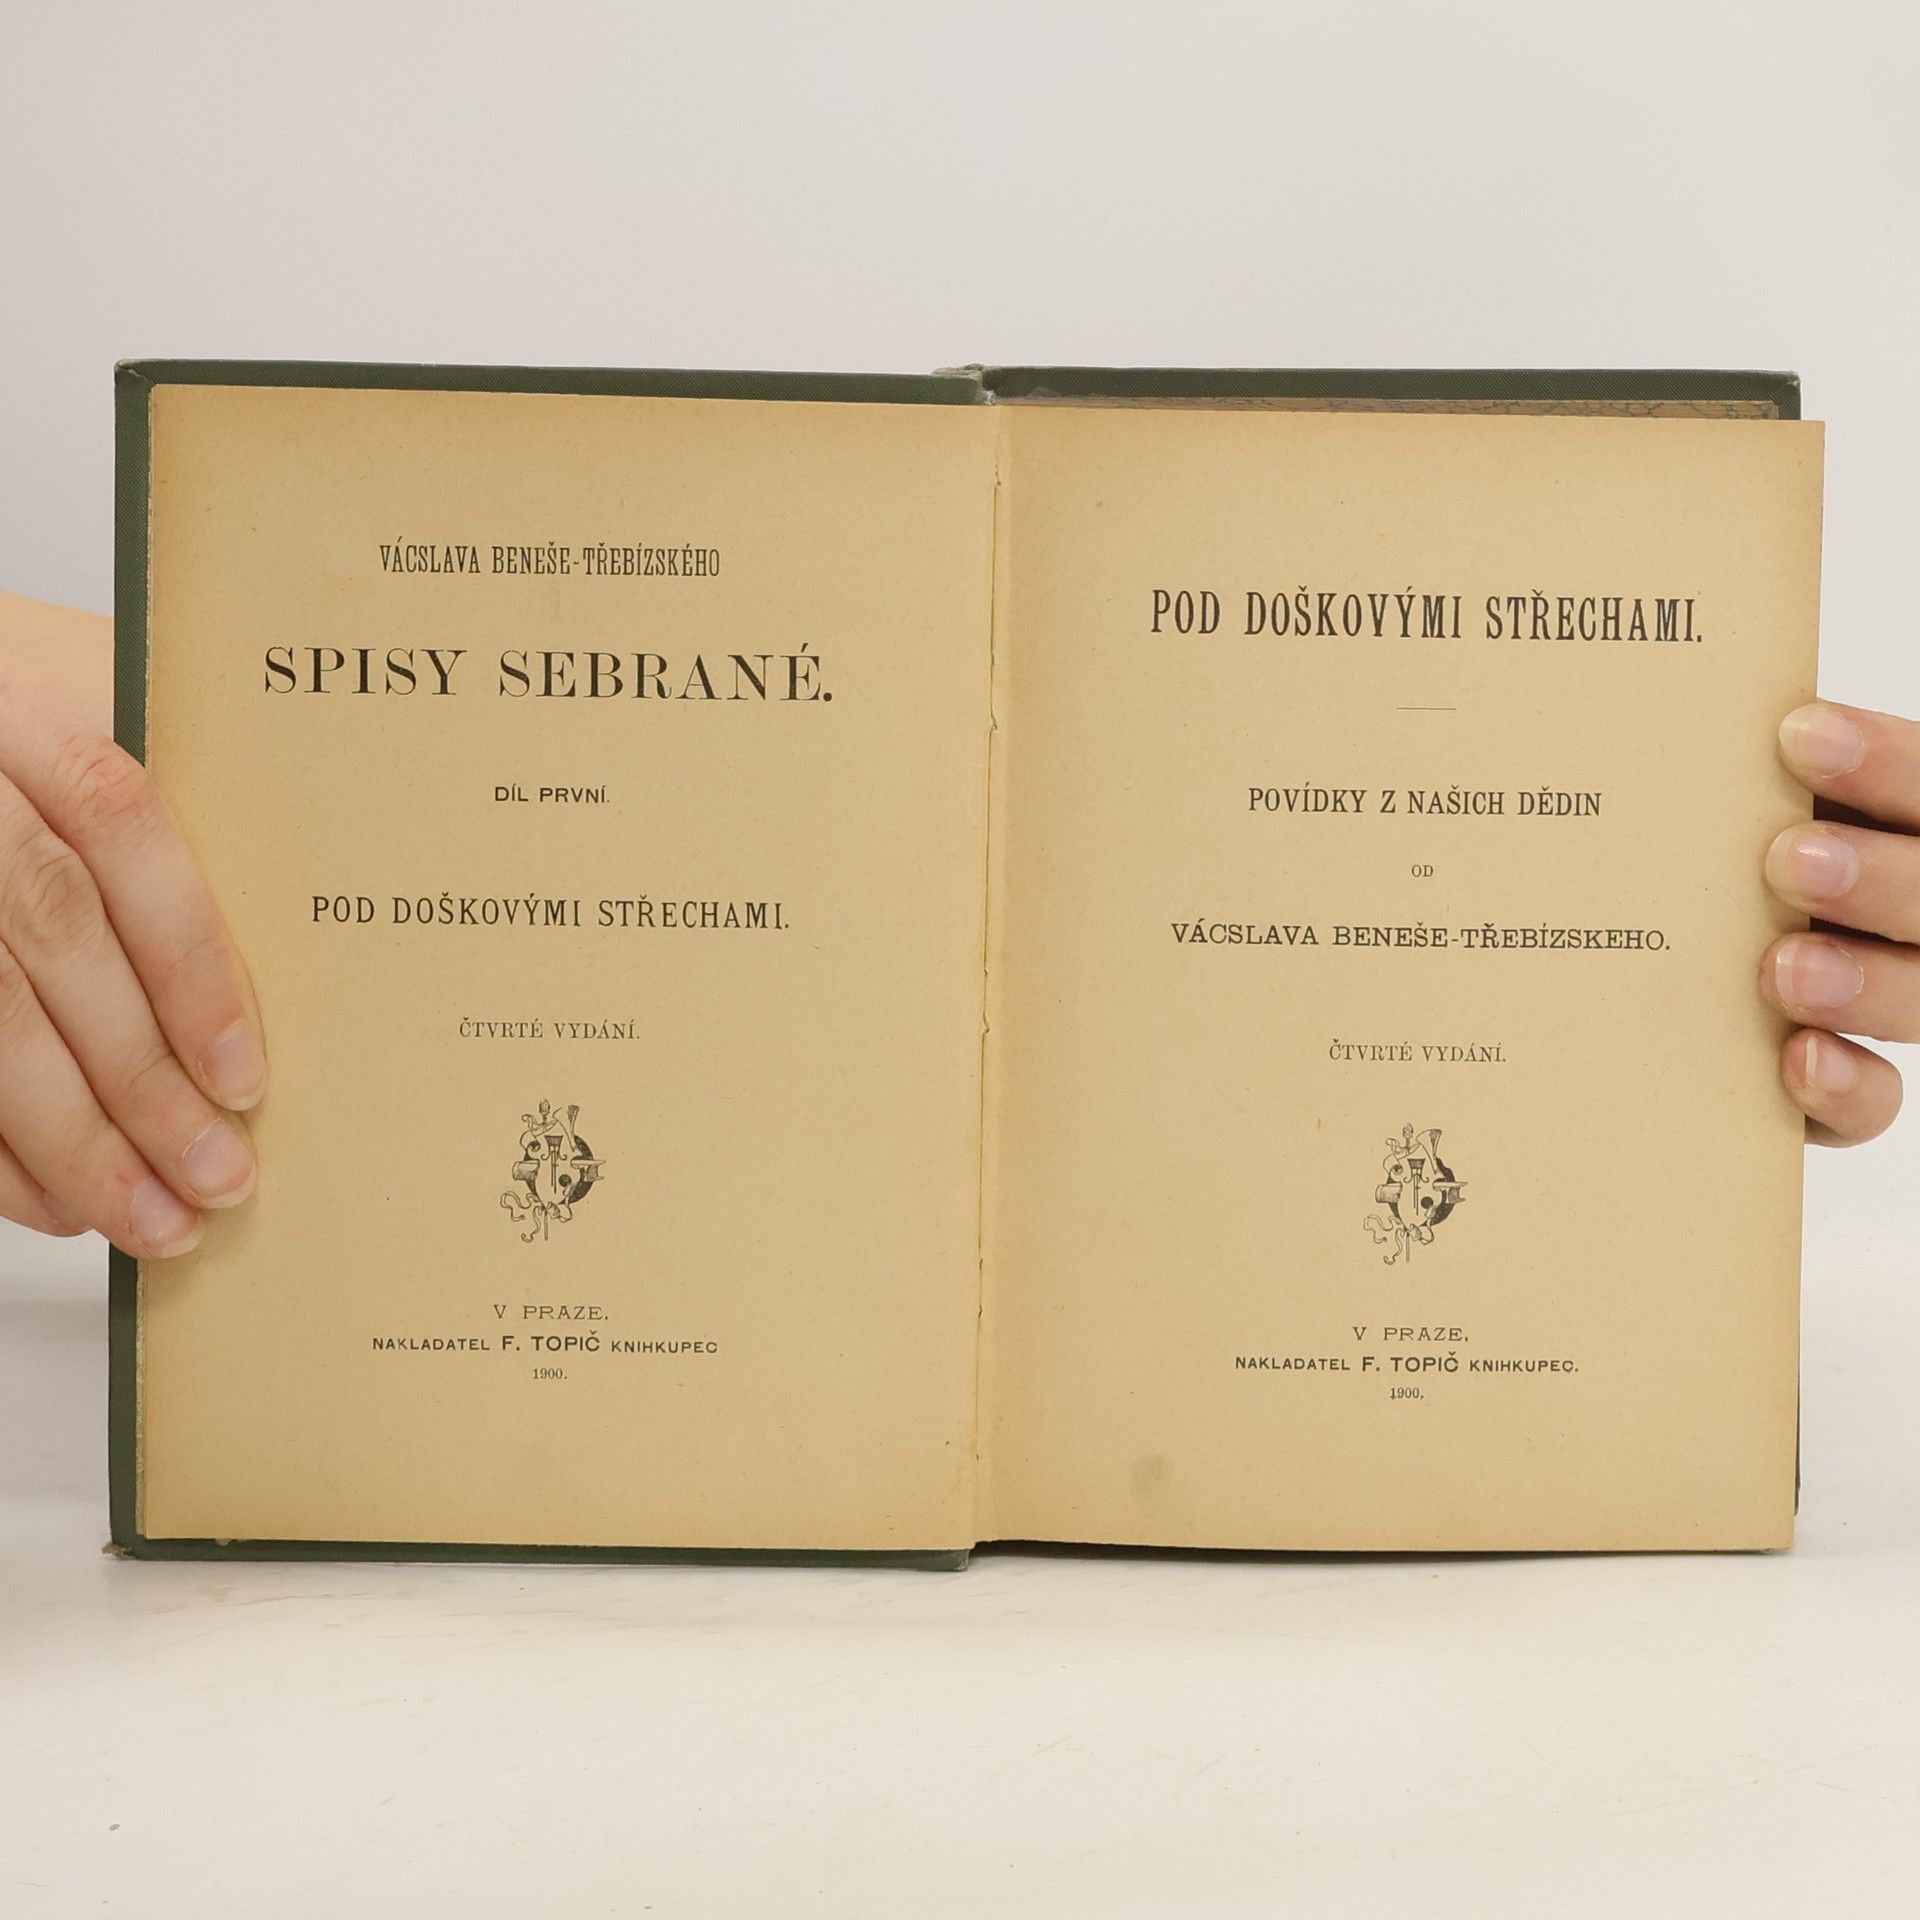 VÁCSLAVA BENEŠE-TŘEBÍZSKÉHO
SPISY SEBRANÉ.
DÍL PRVNÍ.
POD DOŠKOVÝMI STŘECHAMI.
ČTVRTÉ VYDÁNÍ.
V PRAZE.
NAKLADATEL F. TOPIČ KNIHKUPEC
1900.
POD DOŠKOVÝMI STŘECHAMI.
POVÍDKY Z NAŠICH DĚDIN
OD
VÁCSLAVA BENEŠE-TŘEBÍZSKEHO.
ČTVRTÉ VYDÁNÍ.
V PRAZE.
NAKLADATEL F. TOPIČ KNIHKUPEC.
1900.